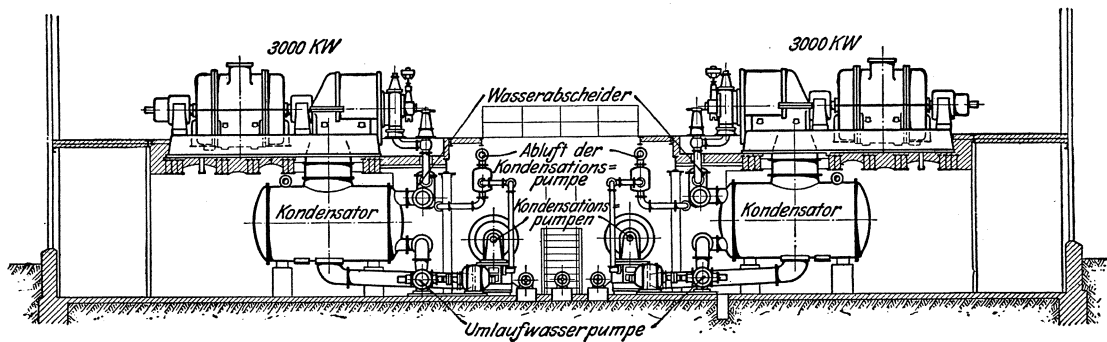 3000 KW
3000 KW
Wasserabscheider
Abluft der
Kondensations=
pumpe
Kondensations
pumpen
Kondensator
Kondensator
Umlaufwasserpumpe